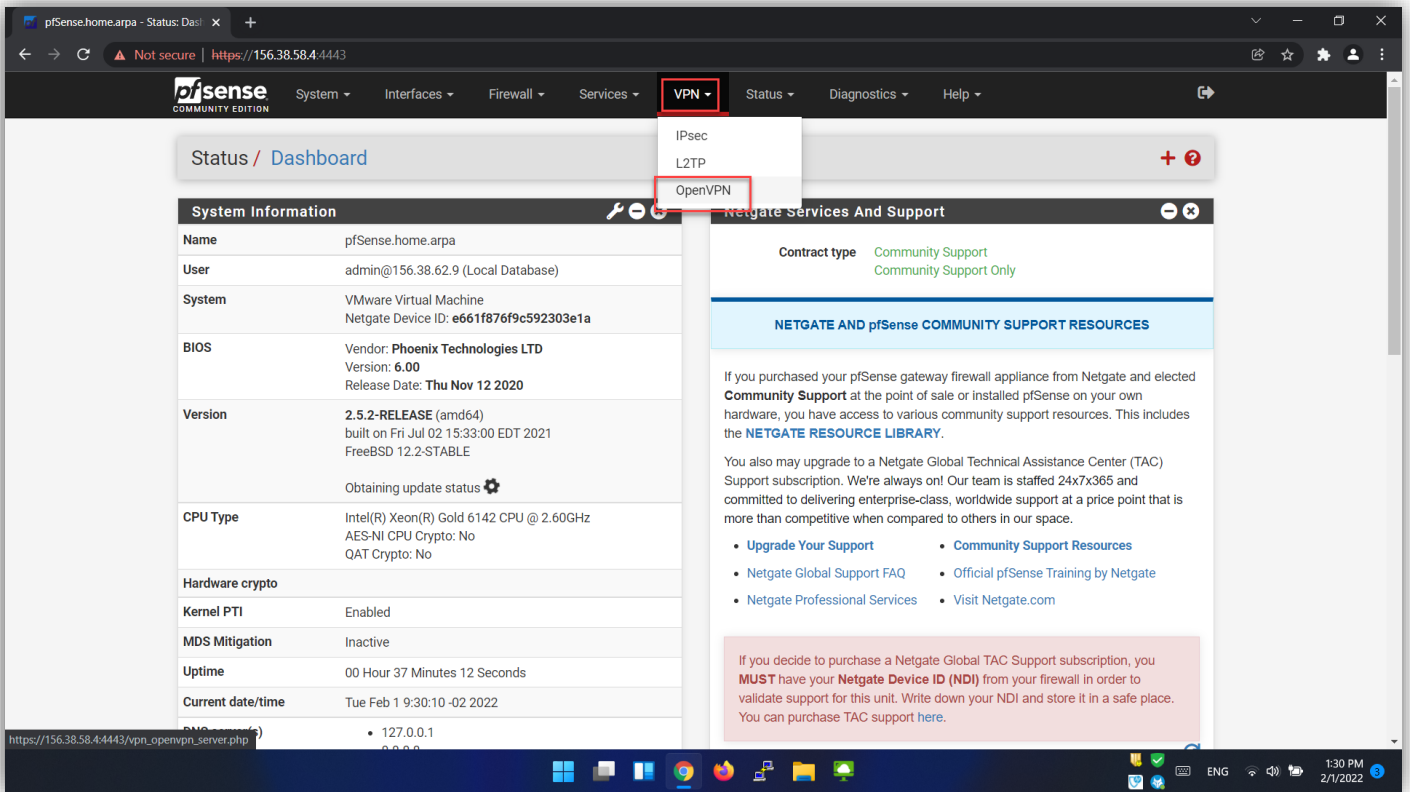 pfSense.home.arpa - Status: Dash
Not secure | https://156.38.58.4:4443
pfsense
COMMUNITY EDITION
System
Interfaces
Firewall
Services
VPN
Status
Diagnostics
Help
IPsec
L2TP
OpenVPN
Status / Dashboard
System Information
Name pfSense.home.arpa
User admin@156.38.62.9 (Local Database)
System VMware Virtual Machine
Netgate Device ID: e661f876f9c592303e1a
BIOS Vendor: Phoenix Technologies LTD
Version: 6.00
Release Date: Thu Nov 12 2020
Version 2.5.2-RELEASE (amd64)
built on Fri Jul 02 15:33:00 EDT 2021
FreeBSD 12.2-STABLE
Obtaining update status
CPU Type Intel(R) Xeon(R) Gold 6142 CPU @ 2.60GHz
AES-NI CPU Crypto: No
QAT Crypto: No
Hardware crypto
Kernel PTI Enabled
MDS Mitigation Inactive
Uptime 00 Hour 37 Minutes 12 Seconds
Current date/time Tue Feb 1 9:30:10 -02 2022
127.0.0.1
https://156.38.58.4:4443/vpn_openvpn_server.php
Netgate Services And Support
Contract type Community Support
Community Support Only
NETGATE AND pfSense COMMUNITY SUPPORT RESOURCES
If you purchased your pfSense gateway firewall appliance from Netgate and elected
Community Support at the point of sale or installed pfSense on your own
hardware, you have access to various community support resources. This includes
the NETGATE RESOURCE LIBRARY.
You also may upgrade to a Netgate Global Technical Assistance Center (TAC)
Support subscription. We're always on! Our team is staffed 24x7x365 and
committed to delivering enterprise-class, worldwide support at a price point that is
more than competitive when compared to others in our space.
Upgrade Your Support
Community Support Resources
Netgate Global Support FAQ
Official pfSense Training by Netgate
Netgate Professional Services
Visit Netgate.com
If you decide to purchase a Netgate Global TAC Support subscription, you
MUST have your Netgate Device ID (NDI) from your firewall in order to
validate support for this unit. Write down your NDI and store it in a safe place.
You can purchase TAC support here.
ENG
1:30 PM
2/1/2022
3